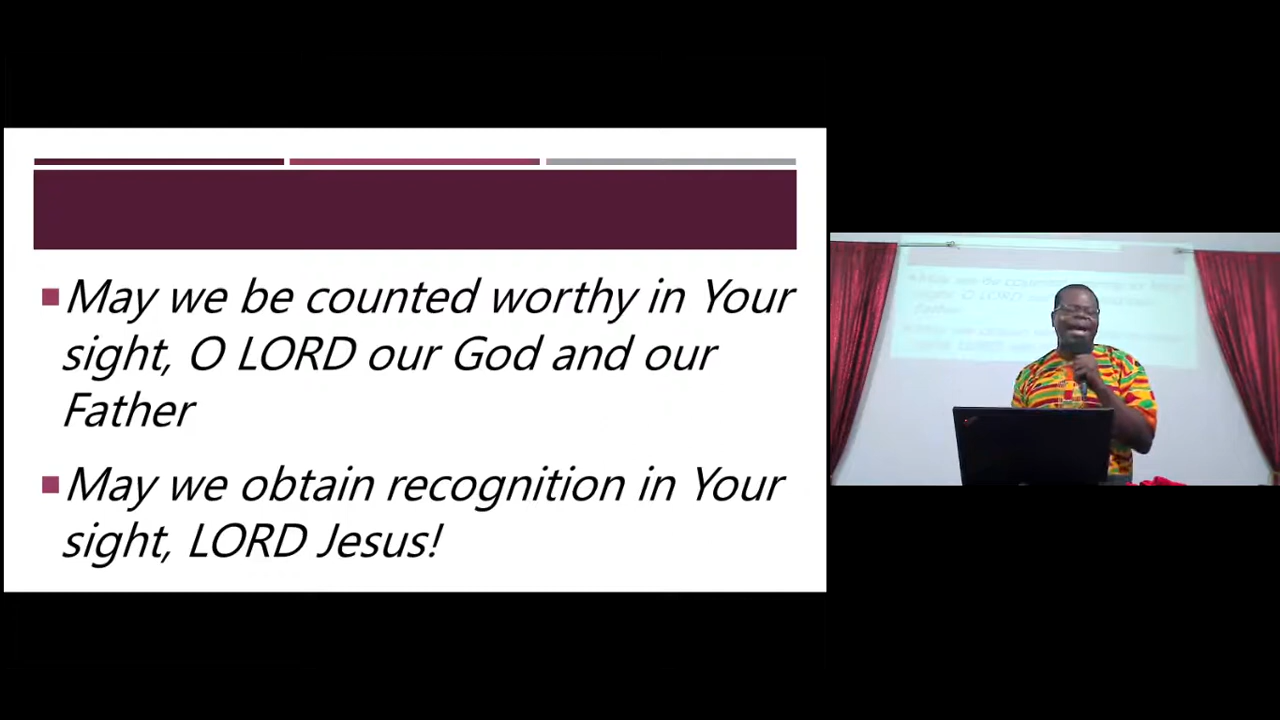 May we be counted worthy in Your
sight, O LORD our God and our
Father
May we obtain recognition in Your
sight, LORD Jesus!